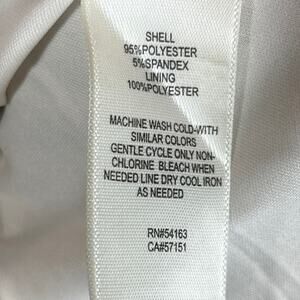 SHELL
95%POLYESTER
5%SPANDEX
LINING
100%POLYESTER
MACHINE WASH COLD-WITH
SIMILAR COLORS
GENTLE CYCLE ONLY NON-
CHLORINE BLEACH WHEN
NEEDED LINE DRY COOL IRON
AS NEEDED
RN#54163
CA#57151